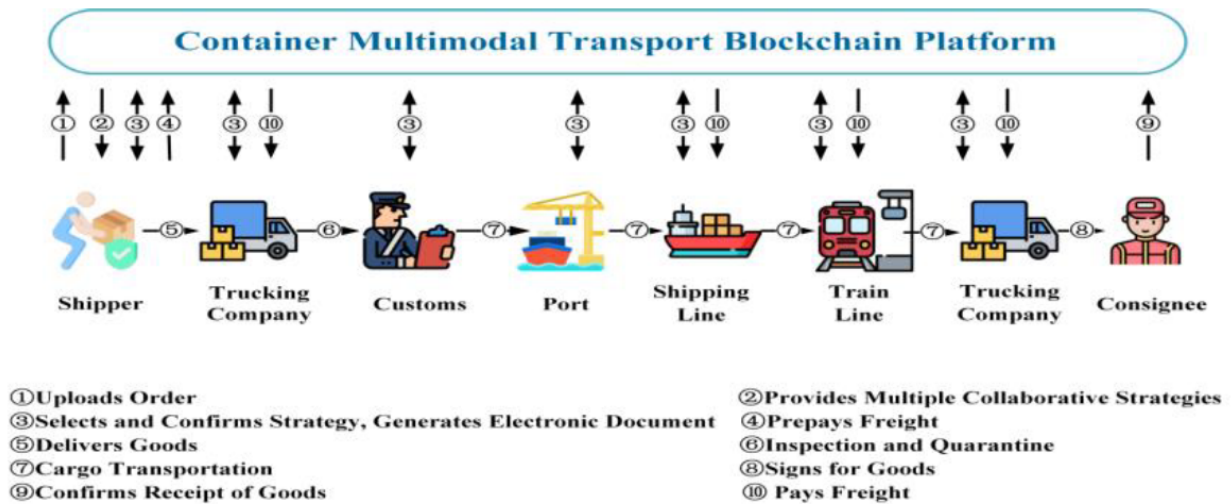 Container Multimodal Transport Blockchain Platform
① ② ③ ④ ③ ⑩ ③ ③ ③ ⑩ ③ ⑩ ③ ⑩ ⑨
⑤ ⑥ ⑦ ⑦ ⑦ ⑦ ⑧
Shipper
Trucking
Company
Customs
Port
Shipping
Line
Train
Line
Trucking
Company
Consignee
①Uploads Order
②Provides Multiple Collaborative Strategies
③Selects and Confirms Strategy, Generates Electronic Document
④Prepays Freight
⑤Delivers Goods
⑥Inspection and Quarantine
⑦Cargo Transportation
⑧Signs for Goods
⑨Confirms Receipt of Goods
⑩ Pays Freight